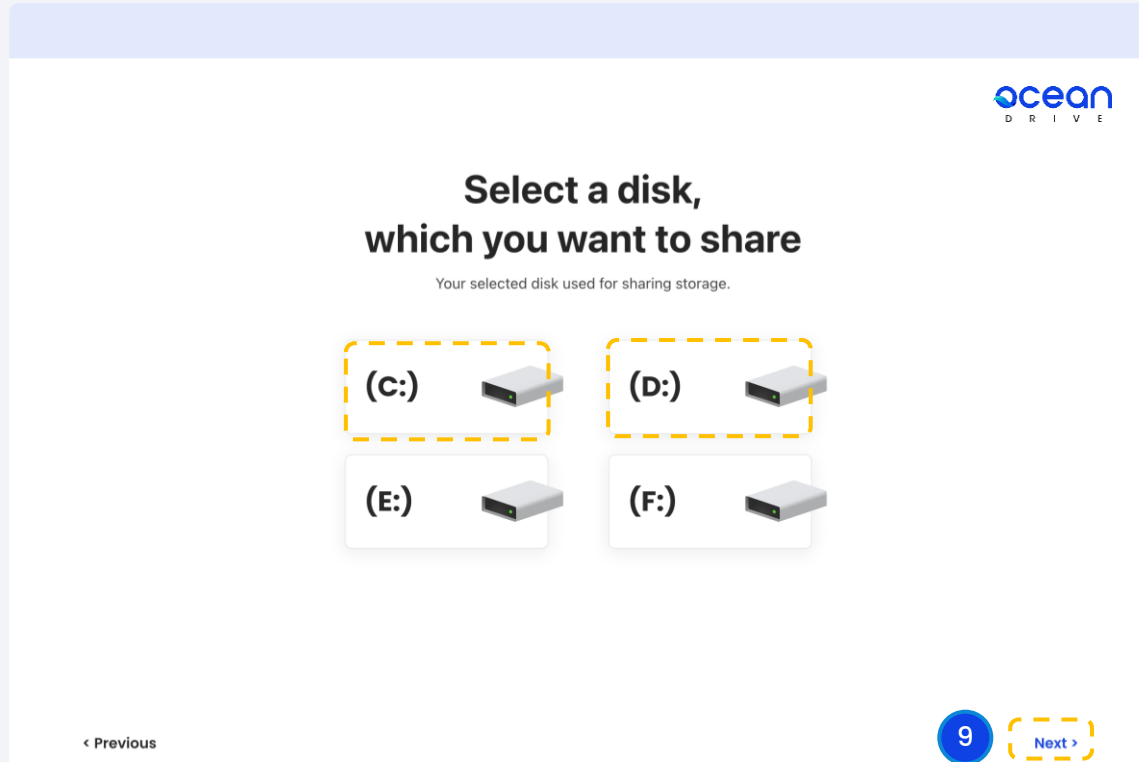 ocean
DRIVE
Select a disk,
which you want to share
Your selected disk used for sharing storage.
(C:)
(D:)
(E:)
(F:)
< Previous
9
Next >